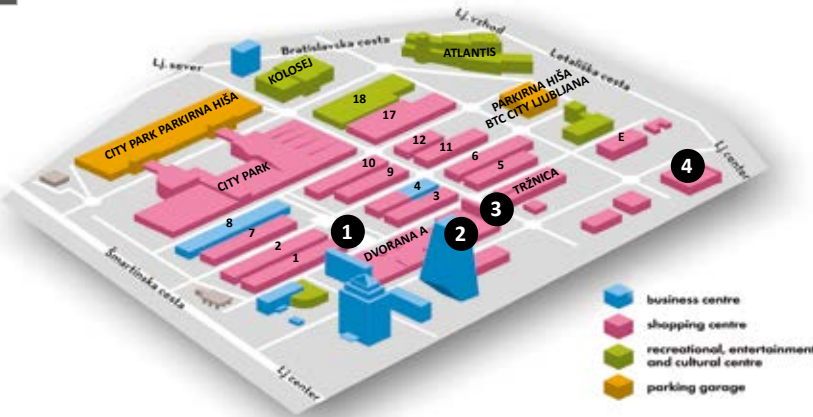 Lj. vzhod
Bratislavska cesta
ATLANTIS
Letališka cesta
Lj. sever
KOLOSEJ
PARKIRNA HIŠA
BTC CITY LJUBLJANA
18
17
CITY PARK PARKIRNA HIŠA
12
11
E
6
5
4
Lj center
CITY PARK
10
9
4
3
TRŽNICA
3
8
7
2
1
1
DVORANA A
2
Šmartinska cesta
Lj center
business centre
shopping centre
recreational, entertainment
and cultural centre
parking garage